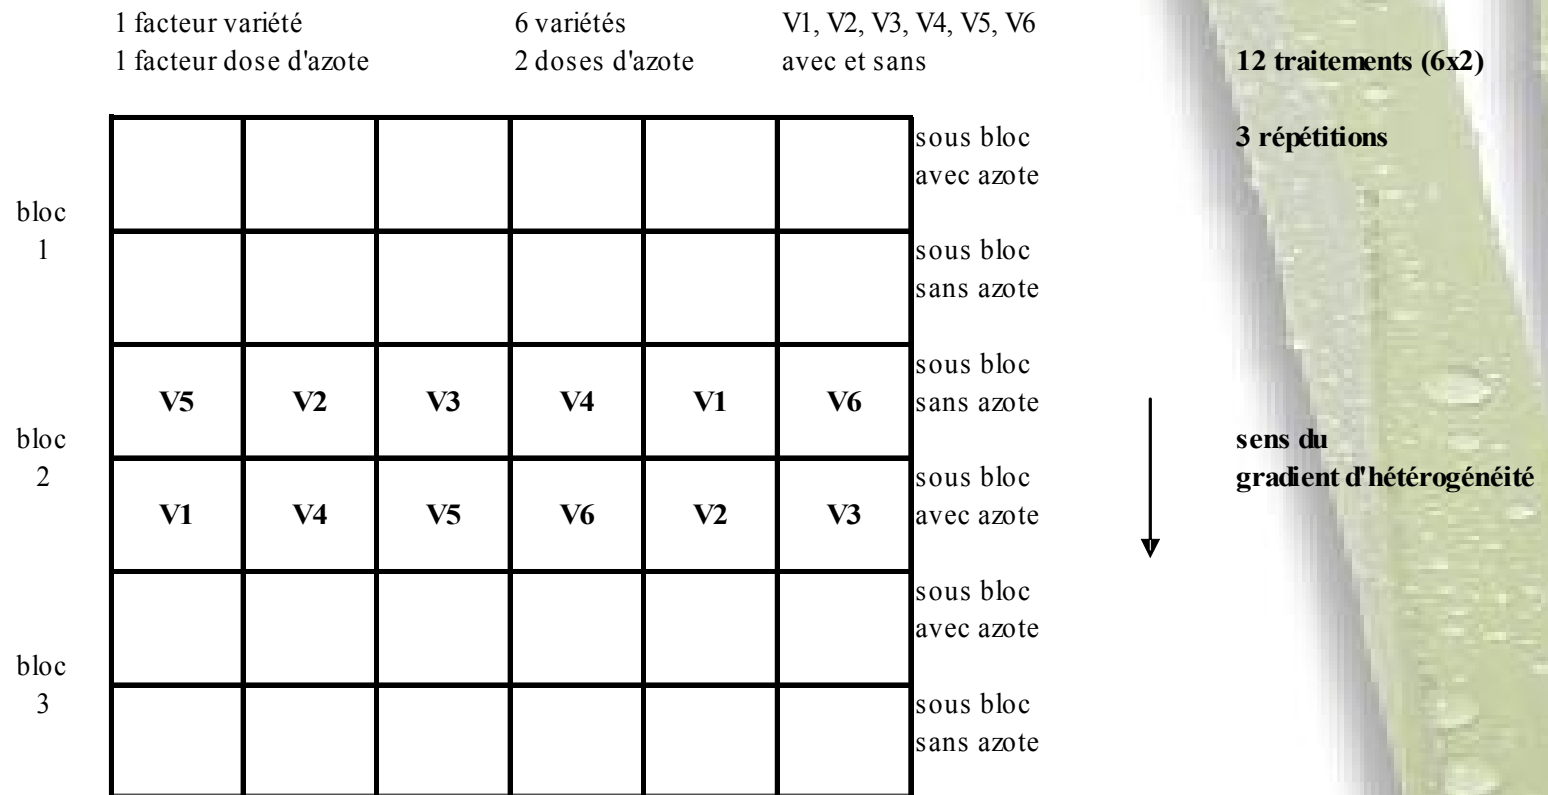 1 facteur variété 6 variétés V1, V2, V3, V4, V5, V6
1 facteur dose d'azote 2 doses d'azote avec et sans
12 traitements (6x2)
3 répétitions
sous bloc
avec azote
bloc
1
sous bloc
sans azote
V5 V2 V3 V4 V1 V6
sous bloc
sans azote
bloc
2
V1 V4 V5 V6 V2 V3
sous bloc
avec azote
sens du
gradient d'hétérogénéité
sous bloc
avec azote
bloc
3
sous bloc
sans azote